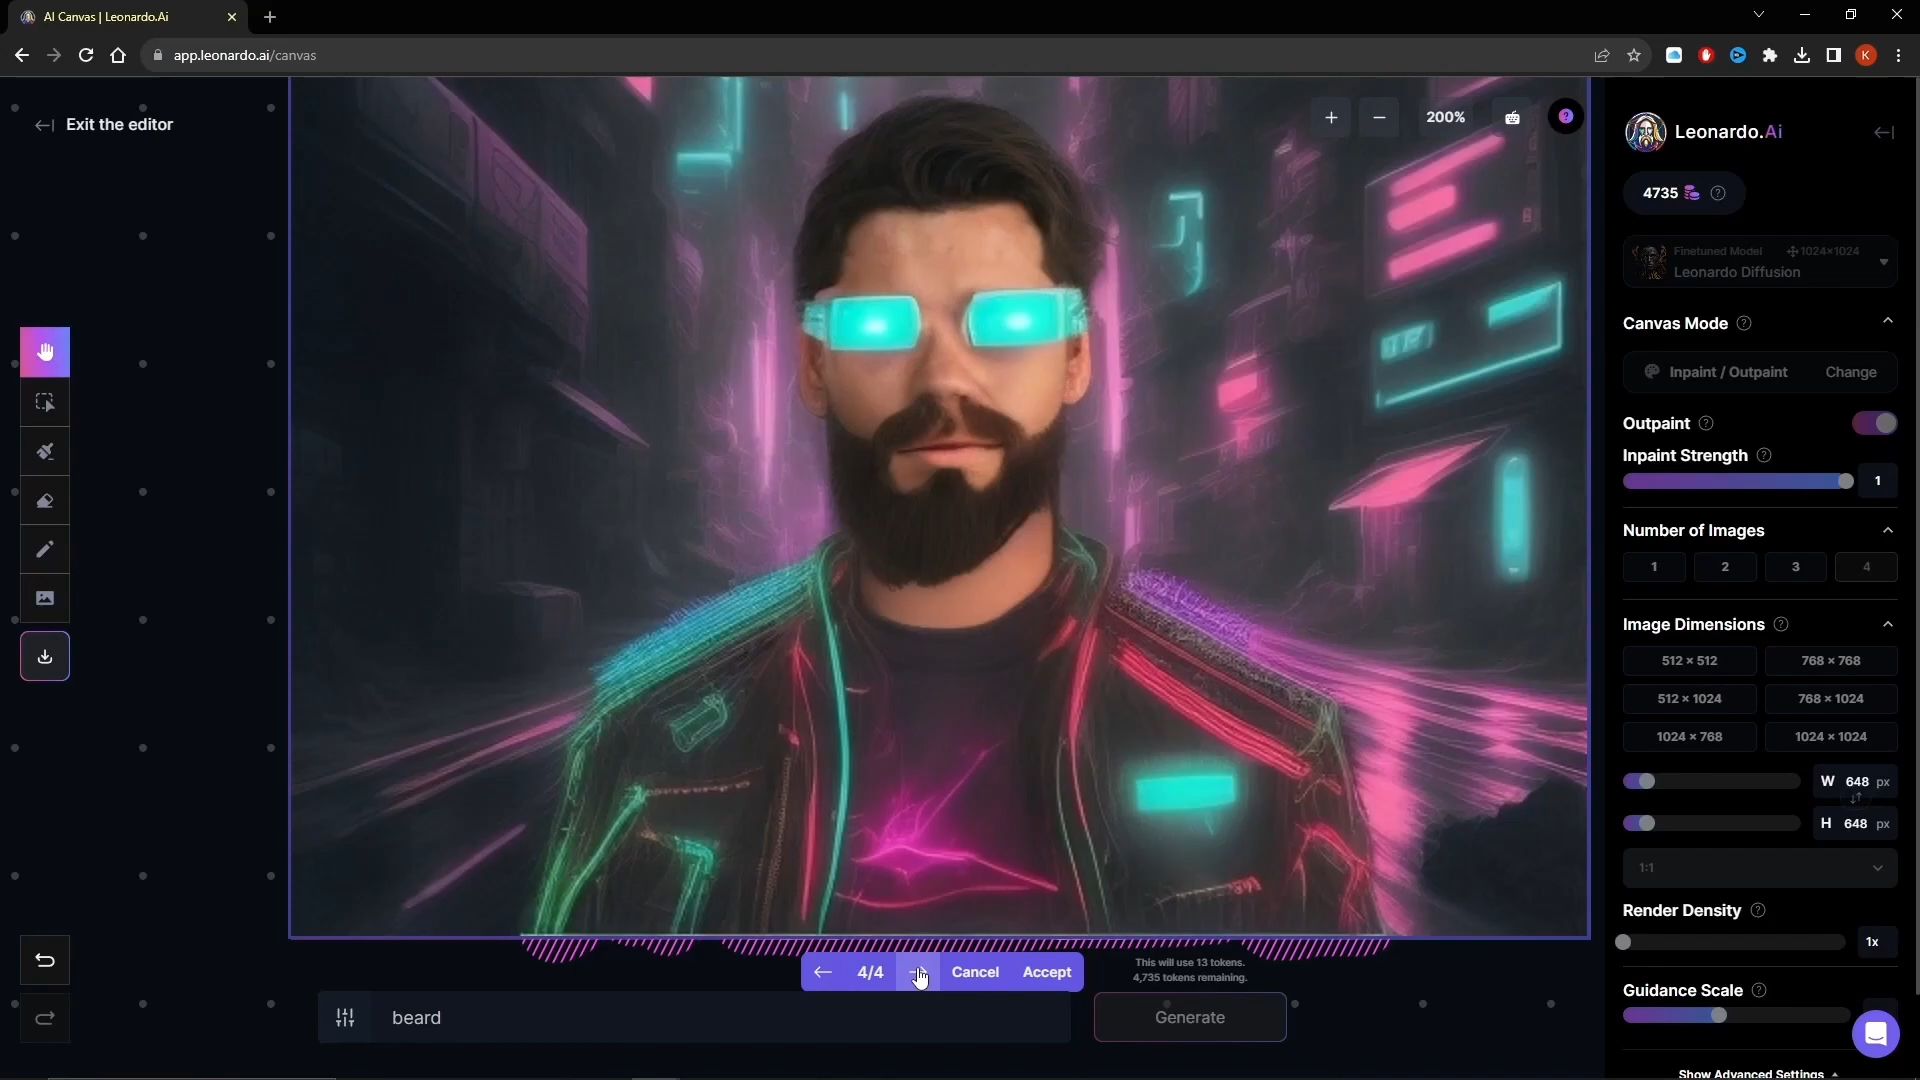 AI Canvas | Leonardo.Ai
app.leonardo.ai/canvas
K
Exit the editor
200%
?
Leonardo.Ai
4735
Finetuned Model
1024×1024
Leonardo Diffusion
Canvas Mode
Inpaint / Outpaint
Change
Outpaint
Inpaint Strength
1
Number of Images
1
2
3
4
Image Dimensions
512 × 512
768 × 768
512 × 1024
768 × 1024
1024 × 768
1024 × 1024
W 648 px
H 648 px
1:1
Render Density
1x
Guidance Scale
Show Advanced Settings
4/4
Cancel
Accept
This will use 13 tokens.
4,735 tokens remaining.
beard
Generate